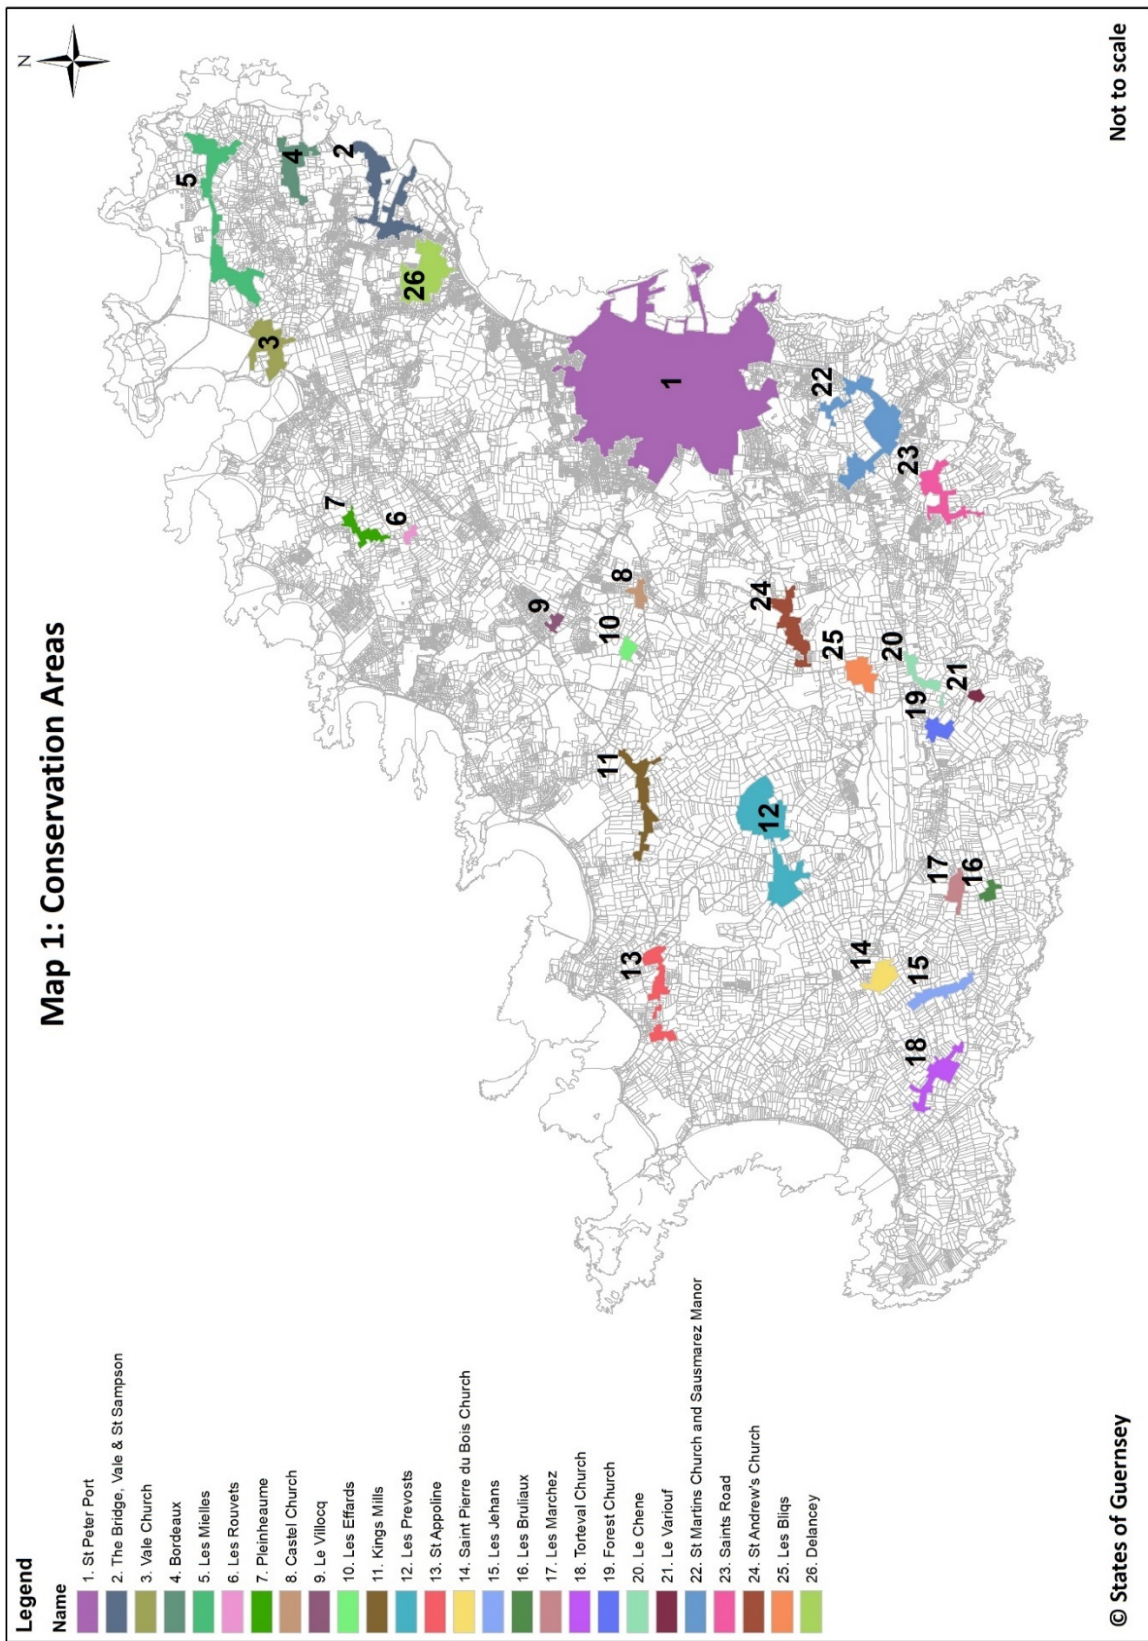 Map 1: Conservation Areas
N
Legend
Name
1. St Peter Port
2. The Bridge, Vale & St Sampson
3. Vale Church
4. Bordeaux
5. Les Mielles
6. Les Rouvets
7. Pleinheaume
8. Castel Church
9. Le Villocq
10. Les Effards
11. Kings Mills
12. Les Prevosts
13. St Appoline
14. Saint Pierre du Bois Church
15. Les Jehans
16. Les Bruliaux
17. Les Marchez
18. Torteval Church
19. Forest Church
20. Le Chene
21. Le Variouf
22. St Martins Church and Sausmarez Manor
23. Saints Road
24. St Andrew's Church
25. Les Bliqs
26. Delancey
5
4
2
3
26
7
6
1
9
10
8
22
23
11
24
25
20
19
21
12
13
17
16
14
15
18
© States of Guernsey
Not to scale